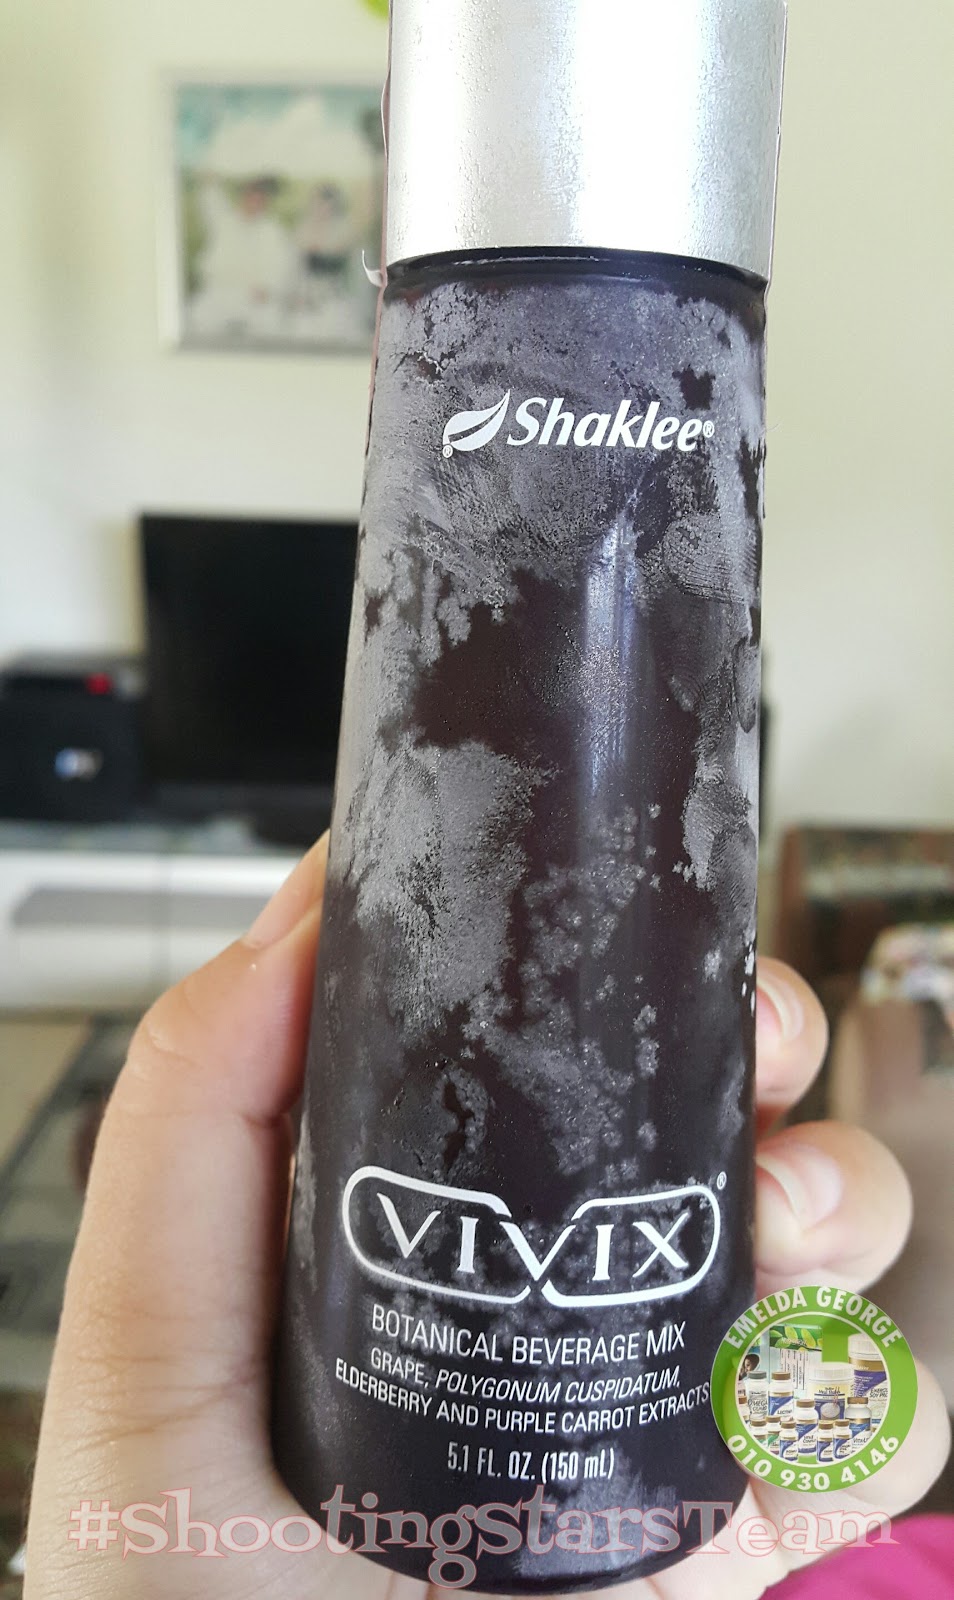 Shaklee®
®
VIVIX®
BOTANICAL BEVERAGE MIX
GRAPE, POLYGONUM CUSPIDATUM,
ELDERBERRY AND PURPLE CARROT EXTRACTS
5.1 FL. OZ. (150 mL)
EMELDA GEORGE
010 930 4146
#ShootingStarsTeam